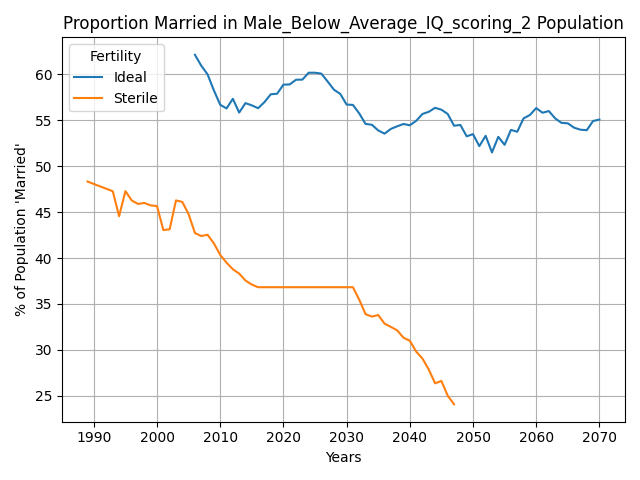 Proportion Married in Male_Below_Average_IQ_scoring_2 Population
Fertility
Ideal
Sterile
% of Population 'Married'
60
55
50
45
40
35
30
25
1990 2000 2010 2020 2030 2040 2050 2060 2070
Years